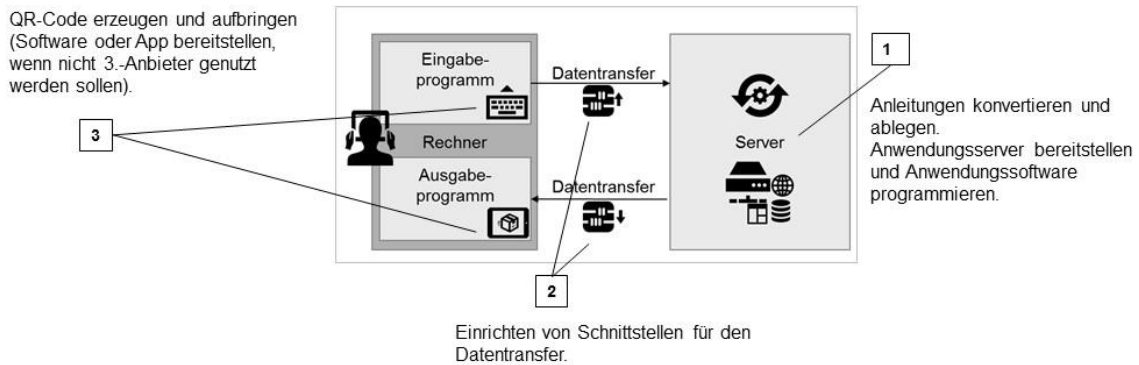 QR-Code erzeugen und aufbringen
(Software oder App bereitstellen,
wenn nicht 3.-Anbieter genutzt
werden sollen).
3
Eingabe-
programm
Rechner
Ausgabe-
programm
Datentransfer
Datentransfer
2
Einrichten von Schnittstellen für den
Datentransfer.
Server
1
Anleitungen konvertieren und
ablegen.
Anwendungsserver bereitstellen
und Anwendungssoftware
programmieren.